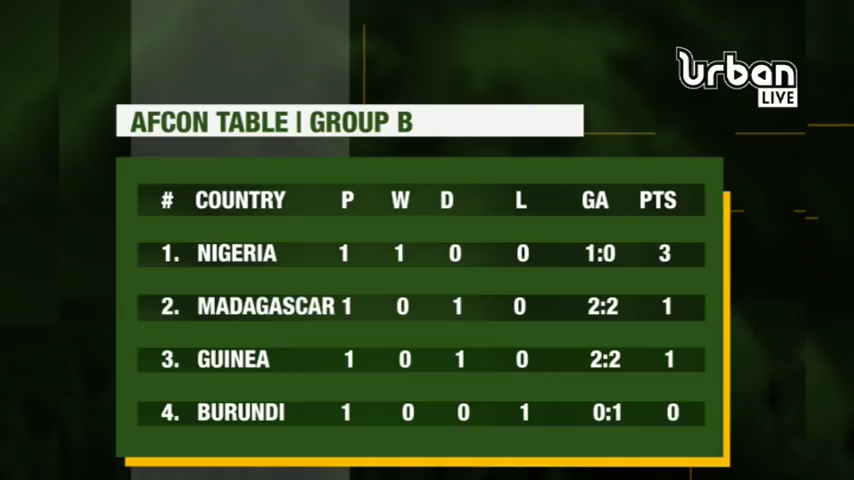 urban
LIVE
AFCON TABLE | GROUP B
# COUNTRY P W D L GA PTS
1. NIGERIA 1 1 0 0 1:0 3
2. MADAGASCAR 1 0 1 0 2:2 1
3. GUINEA 1 0 1 0 2:2 1
4. BURUNDI 1 0 0 1 0:1 0